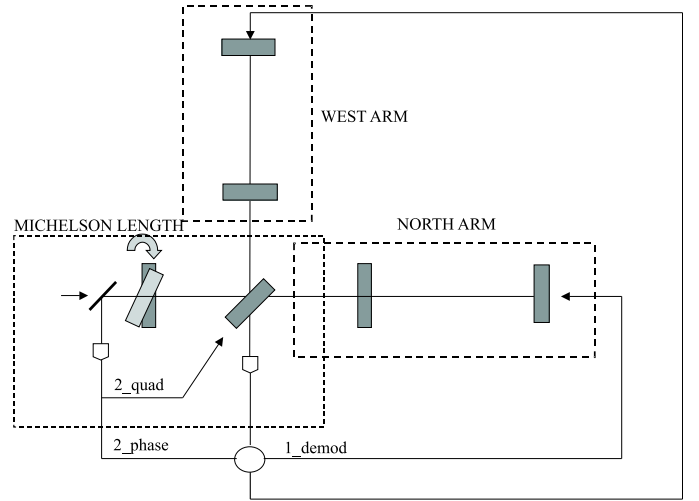 WEST ARM
MICHELSON LENGTH
NORTH ARM
2_quad
2_phase
1_demod